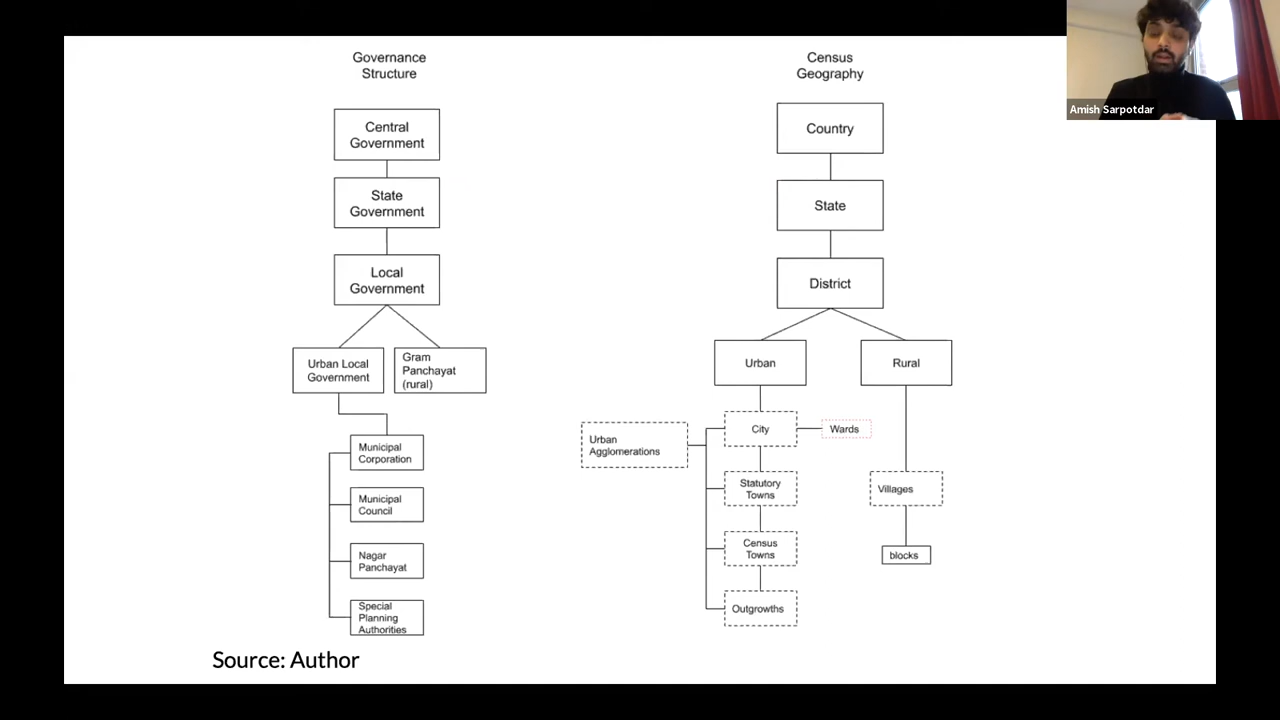 Governance
Structure
Central
Government
State
Government
Local
Government
Urban Local
Government
Gram
Panchayat
(rural)
Municipal
Corporation
Municipal
Council
Nagar
Panchayat
Special
Planning
Authorities
Census
Geography
Country
State
District
Urban
Rural
City
Wards
Urban
Agglomerations
Statutory
Towns
Villages
Census
Towns
blocks
Outgrowths
Source: Author
Amish Sarpotdar